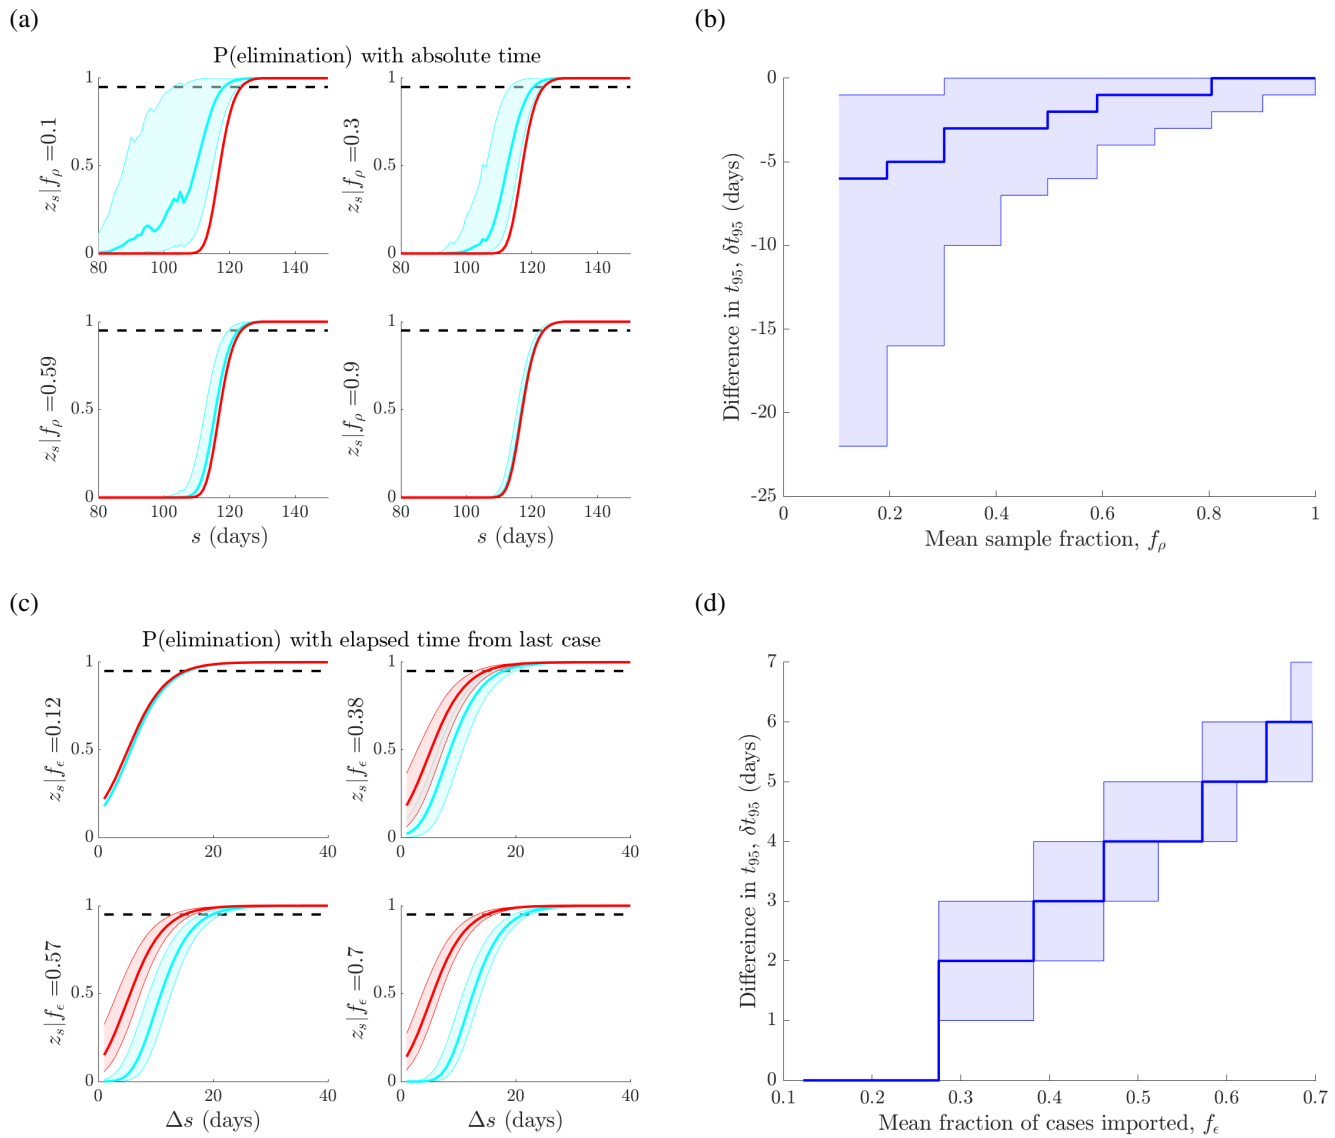 (a)
P(elimination) with absolute time
z_s|f_ρ =0.1
1
0.5
0
80 100 120 140
z_s|f_ρ =0.3
1
0.5
0
80 100 120 140
z_s|f_ρ =0.59
1
0.5
0
80 100 120 140
s (days)
z_s|f_ρ =0.9
1
0.5
0
80 100 120 140
s (days)
(b)
Difference in t_95, δt_95 (days)
0
-5
-10
-15
-20
-25
0 0.2 0.4 0.6 0.8 1
Mean sample fraction, f_ρ
(c)
P(elimination) with elapsed time from last case
z_s|f_ϵ =0.12
1
0.5
0
0 20 40
z_s|f_ϵ =0.38
1
0.5
0
0 20 40
z_s|f_ϵ =0.57
1
0.5
0
0 20 40
Δs (days)
z_s|f_ϵ =0.7
1
0.5
0
0 20 40
Δs (days)
(d)
Differeince in t_95, δt_95 (days)
7
6
5
4
3
2
1
0
0.1 0.2 0.3 0.4 0.5 0.6 0.7
Mean fraction of cases imported, f_ϵ